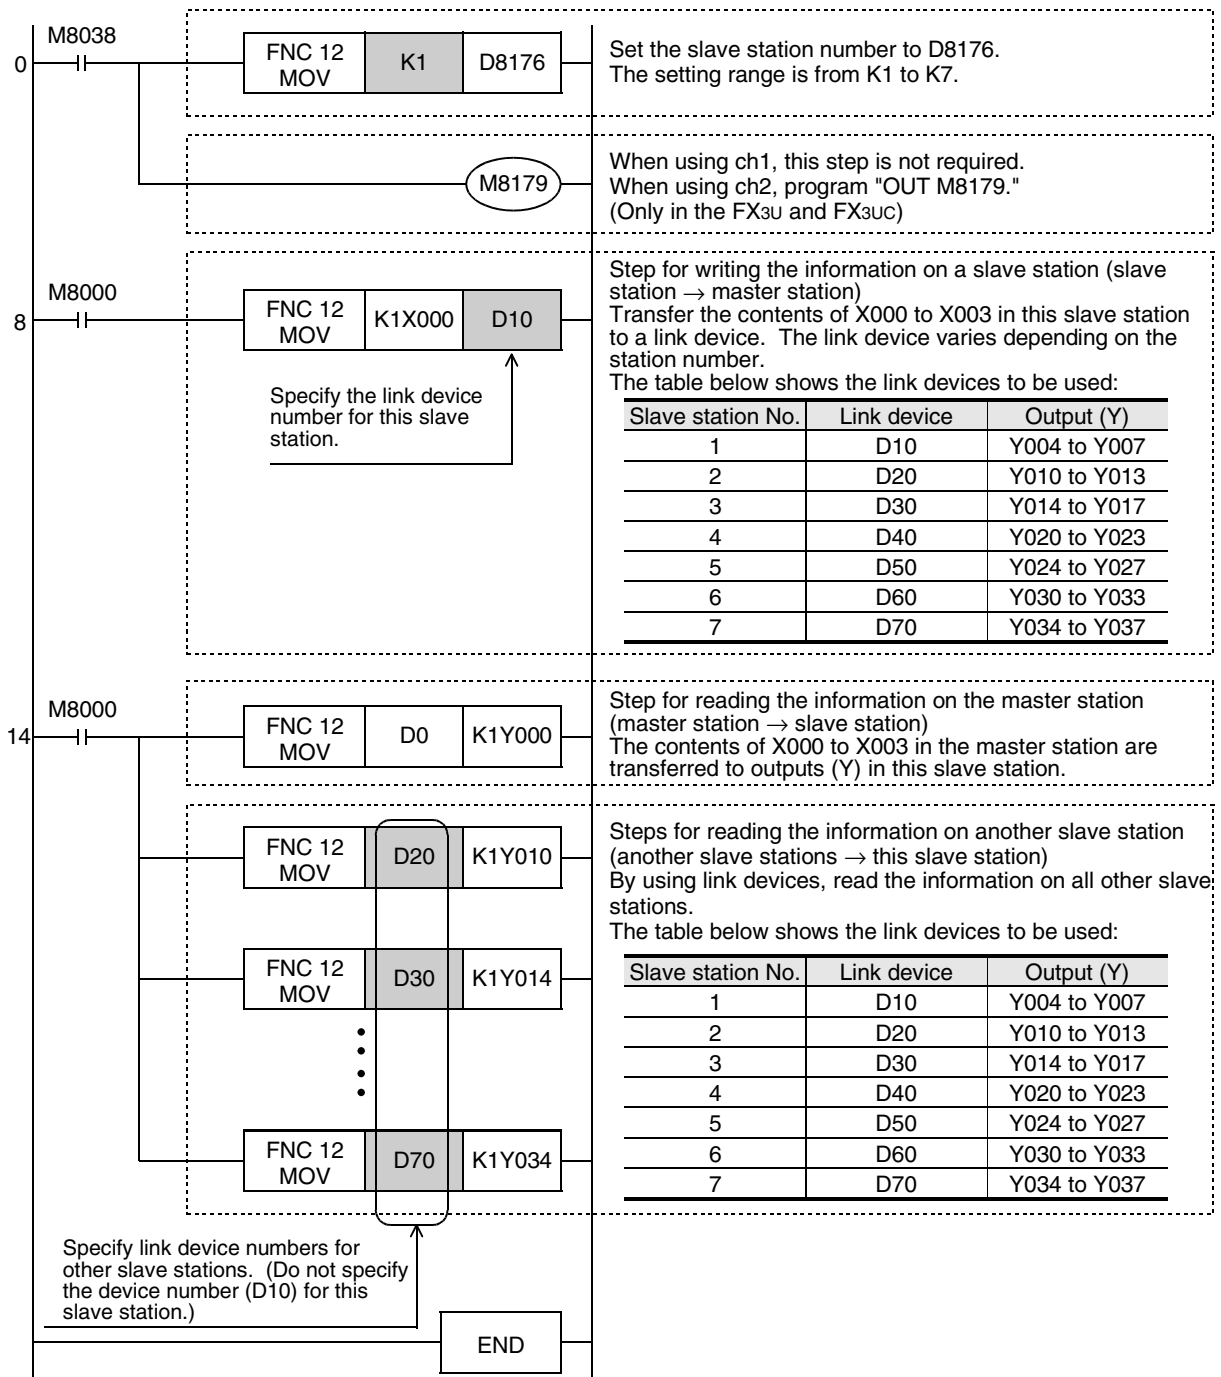 M8038
0
FNC 12
MOV
K1
D8176
Set the slave station number to D8176.
The setting range is from K1 to K7.
M8179
When using ch1, this step is not required.
When using ch2, program "OUT M8179."
(Only in the FX3U and FX3UC)
M8000
8
FNC 12
MOV
K1X000
D10
Specify the link device
number for this slave
station.
Step for writing the information on a slave station (slave
station → master station)
Transfer the contents of X000 to X003 in this slave station
to a link device. The link device varies depending on the
station number.
The table below shows the link devices to be used:
Slave station No. Link device Output (Y)
1 D10 Y004 to Y007
2 D20 Y010 to Y013
3 D30 Y014 to Y017
4 D40 Y020 to Y023
5 D50 Y024 to Y027
6 D60 Y030 to Y033
7 D70 Y034 to Y037
M8000
14
FNC 12
MOV
D0
K1Y000
Step for reading the information on the master station
(master station → slave station)
The contents of X000 to X003 in the master station are
transferred to outputs (Y) in this slave station.
FNC 12
MOV
D20
K1Y010
FNC 12
MOV
D30
K1Y014
FNC 12
MOV
D70
K1Y034
Steps for reading the information on another slave station
(another slave stations → this slave station)
By using link devices, read the information on all other slave
stations.
The table below shows the link devices to be used:
Slave station No. Link device Output (Y)
1 D10 Y004 to Y007
2 D20 Y010 to Y013
3 D30 Y014 to Y017
4 D40 Y020 to Y023
5 D50 Y024 to Y027
6 D60 Y030 to Y033
7 D70 Y034 to Y037
Specify link device numbers for
other slave stations. (Do not specify
the device number (D10) for this
slave station.)
END